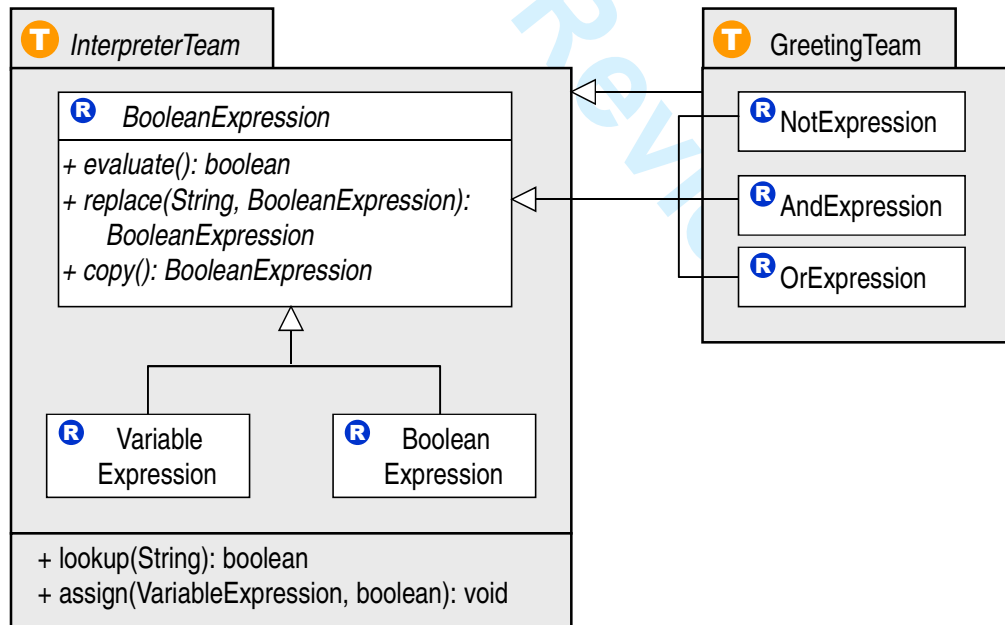 T InterpreterTeam
R BooleanExpression
+ evaluate(): boolean
+ replace(String, BooleanExpression):
BooleanExpression
+ copy(): BooleanExpression
R Variable
Expression
R Boolean
Expression
+ lookup(String): boolean
+ assign(VariableExpression, boolean): void
T GreetingTeam
R NotExpression
R AndExpression
R OrExpression